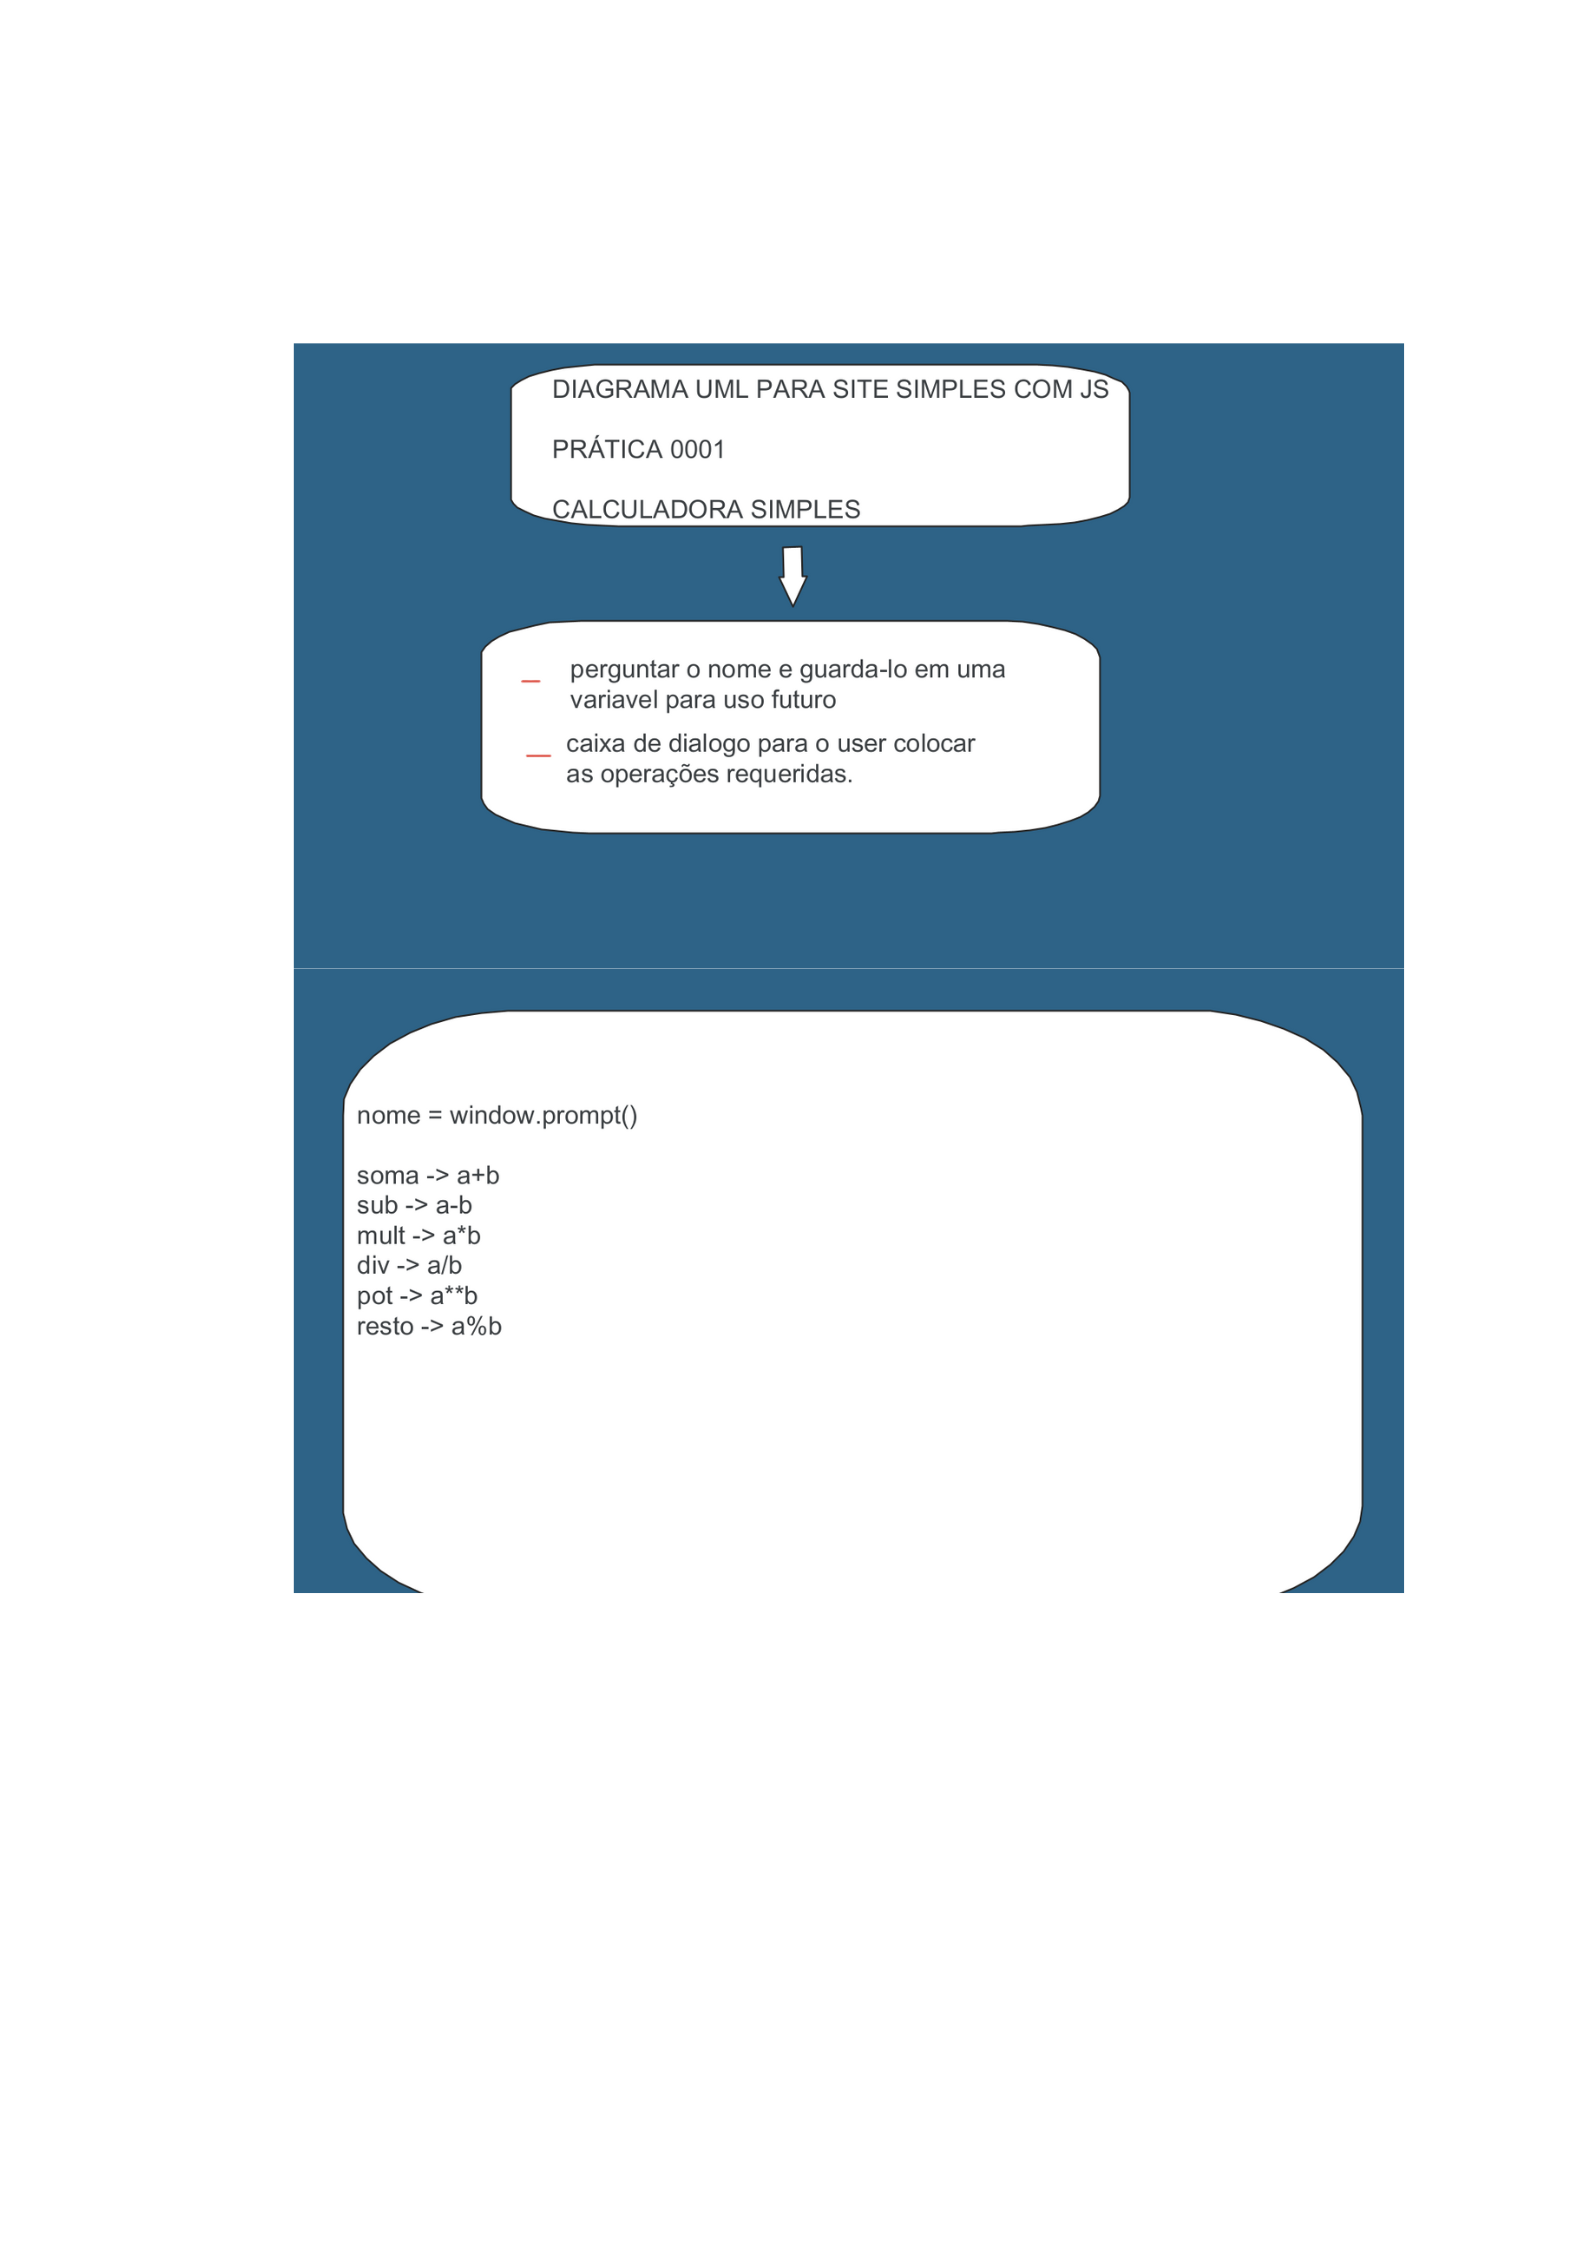 DIAGRAMA UML PARA SITE SIMPLES COM JS
PRÁTICA 0001
CALCULADORA SIMPLES
perguntar o nome e guarda-lo em uma
variavel para uso futuro
caixa de dialogo para o user colocar
as operações requeridas.
nome = window.prompt()
soma -> a+b
sub -> a-b
mult -> a*b
div -> a/b
pot -> a**b
resto -> a%b